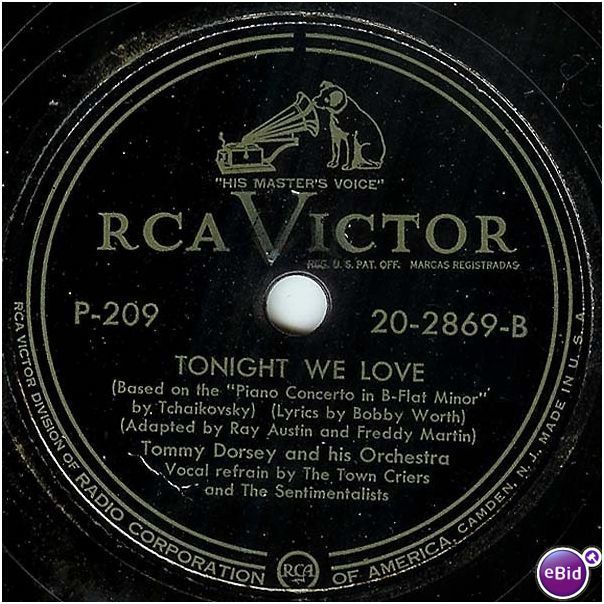 "HIS MASTER'S VOICE"
RCA VICTOR
REG. U. S. PAT. OFF. MARCAS REGISTRADAS
P-209
20-2869-B
TONIGHT WE LOVE
(Based on the "Piano Concerto in B-Flat Minor"
by Tchaikovsky) (Lyrics by Bobby Worth)
(Adapted by Ray Austin and Freddy Martin)
Tommy Dorsey and his Orchestra
Vocal refrain by The Town Criers
and The Sentimentalists
RCA VICTOR DIVISION OF RADIO CORPORATION OF AMERICA, CAMDEN, N. J. MADE IN U. S. A.
RCA
eBid